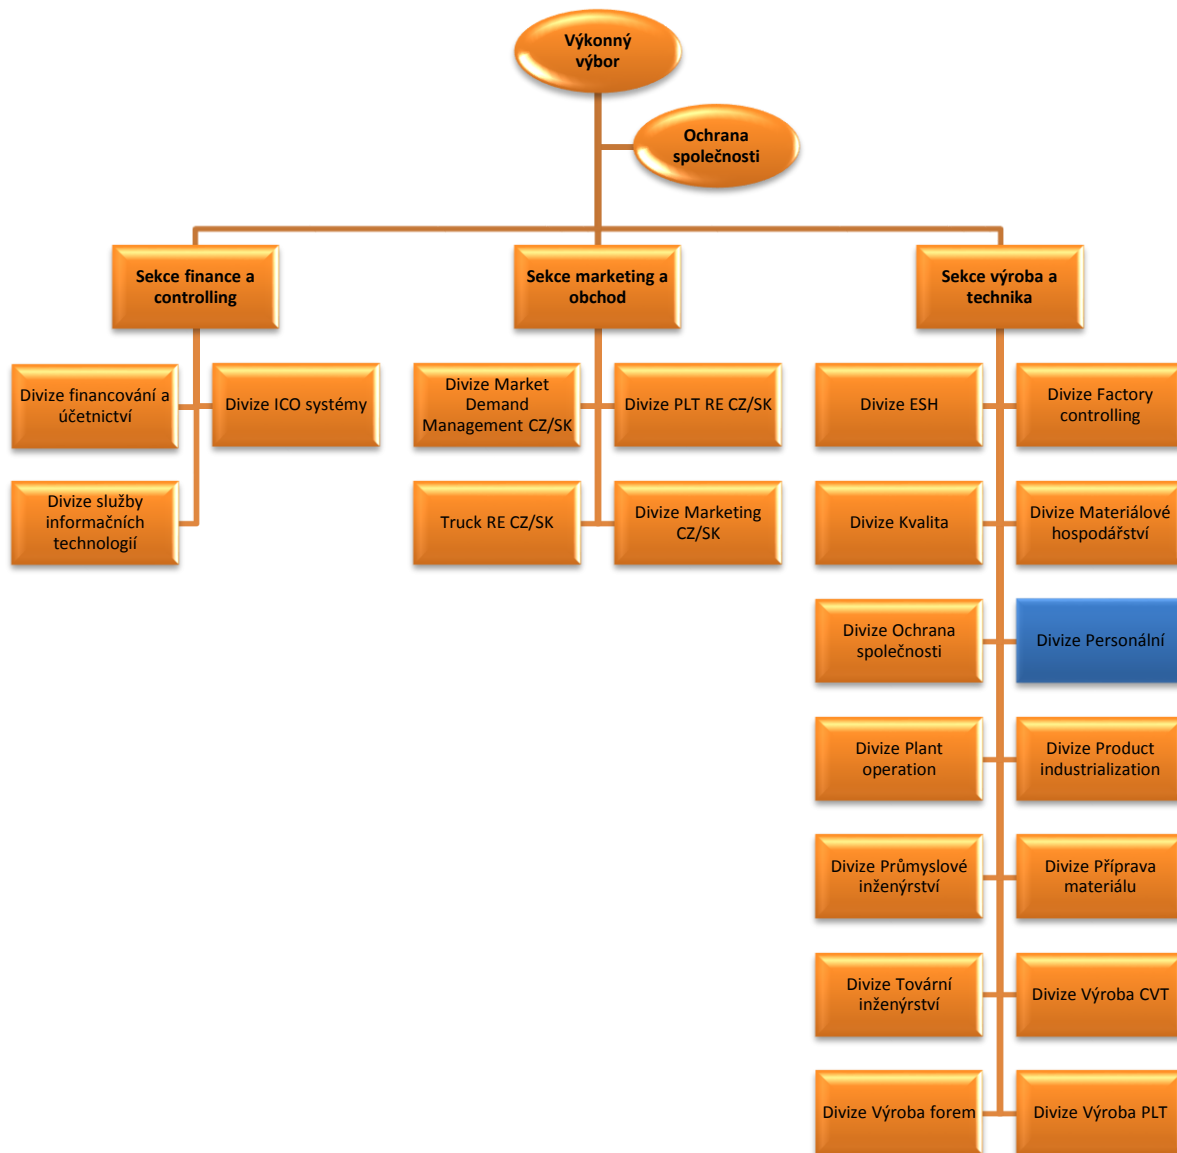 Výkonný
výbor
Ochrana
společnosti
Sekce finance a
controlling
Sekce marketing a
obchod
Sekce výroba a
technika
Divize financování a
účetnictví
Divize ICO systémy
Divize Market
Demand
Management CZ/SK
Divize PLT RE CZ/SK
Divize ESH
Divize Factory
controlling
Divize služby
informačních
technologií
Truck RE CZ/SK
Divize Marketing
CZ/SK
Divize Kvalita
Divize Materiálové
hospodářství
Divize Ochrana
společnosti
Divize Personální
Divize Plant
operation
Divize Product
industrialization
Divize Průmyslové
inženýrství
Divize Příprava
materiálu
Divize Tovární
inženýrství
Divize Výroba CVT
Divize Výroba forem
Divize Výroba PLT